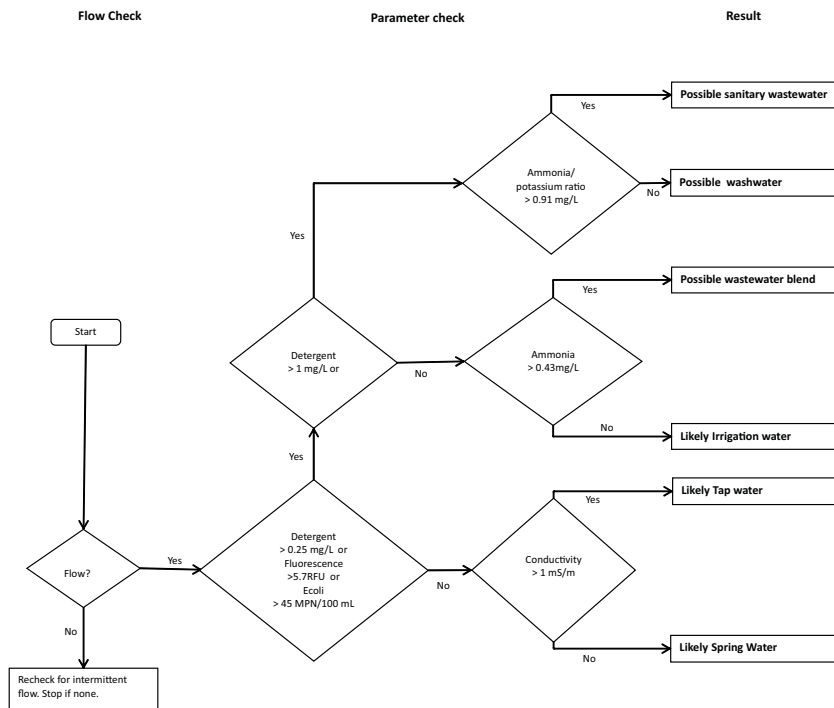 Flow Check
Parameter check
Result
Possible sanitary wastewater
Yes
Ammonia/
potassium ratio
> 0.91 mg/L
Possible washwater
No
Yes
Possible wastewater blend
Yes
Start
Detergent
> 1 mg/L or
No
Ammonia
> 0.43mg/L
No
Likely Irrigation water
Yes
Likely Tap water
Yes
Detergent
> 0.25 mg/L or
Fluorescence
>5.7RFU or
Ecoli
> 45 MPN/100 mL
Conductivity
> 1 mS/m
Flow?
Yes
No
No
Likely Spring Water
No
Recheck for intermittent
flow. Stop if none.